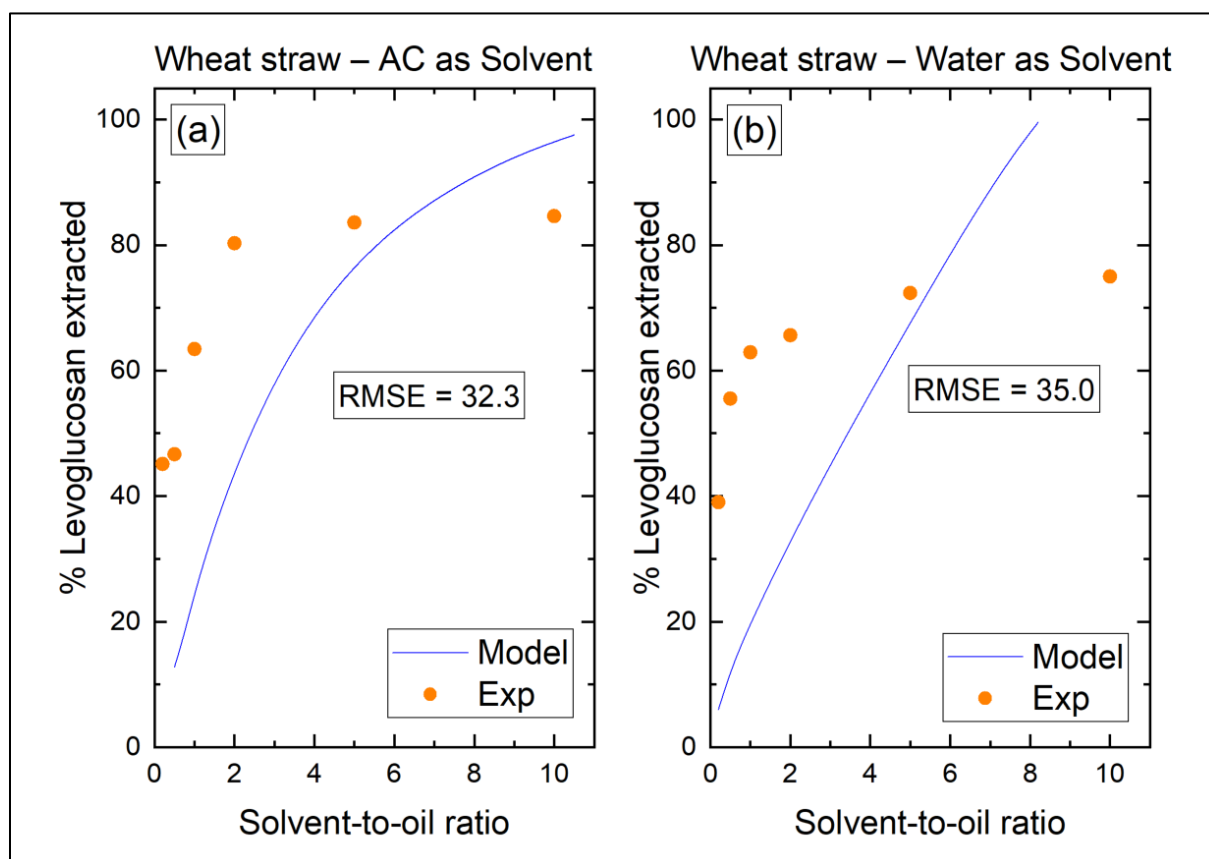 Wheat straw – AC as Solvent
(a)
% Levoglucosan extracted
100
80
60
40
20
0
RMSE = 32.3
Model
Exp
0 2 4 6 8 10
Solvent-to-oil ratio
Wheat straw – Water as Solvent
(b)
% Levoglucosan extracted
100
80
60
40
20
0
RMSE = 35.0
Model
Exp
0 2 4 6 8 10
Solvent-to-oil ratio